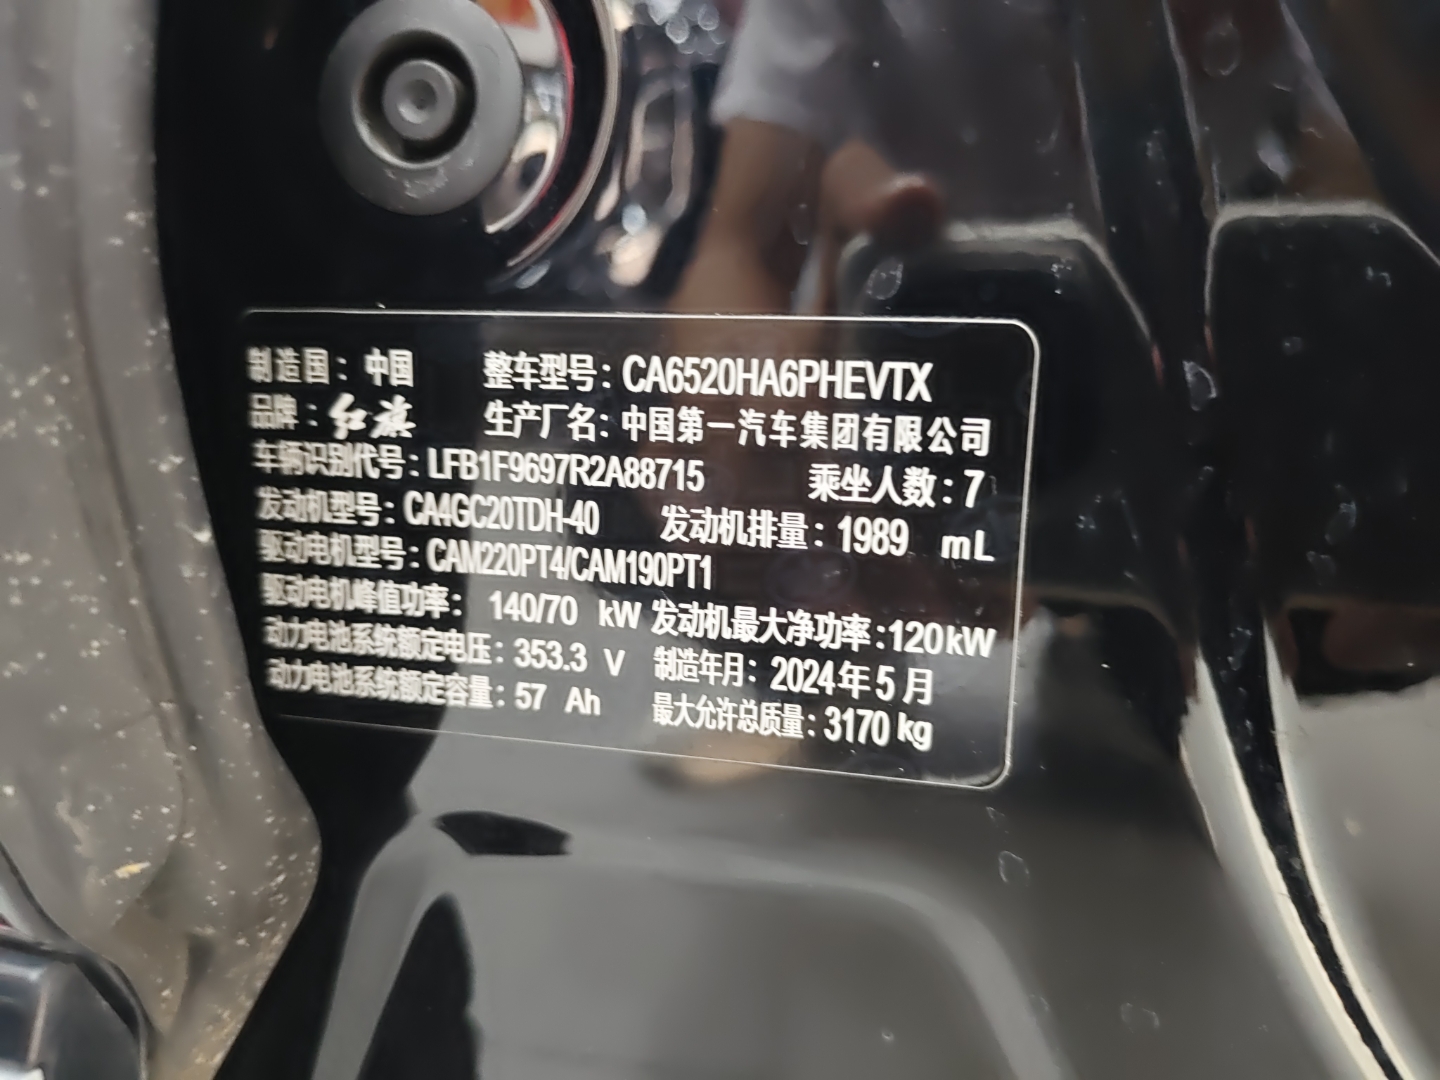 制造国：中国 整车型号：CA6520HA6PHEVTX
品牌：红旗 生产厂名：中国第一汽车集团有限公司
车辆识别代号：LFB1F9697R2A88715 乘坐人数：7
发动机型号：CA4GC20TDH-40 发动机排量：1989 mL
驱动电机型号：CAM220PT4/CAM190PT1
驱动电机峰值功率：140/70 kW 发动机最大净功率：120kW
动力电池系统额定电压：353.3 V 制造年月：2024年5月
动力电池系统额定容量：57 Ah 最大允许总质量：3170 kg